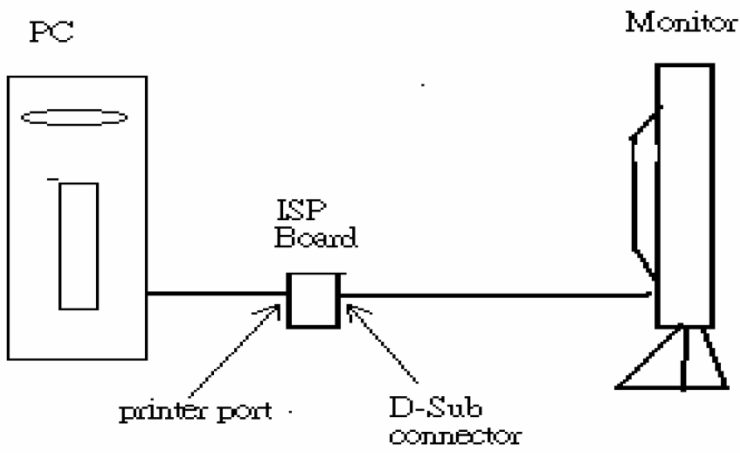 PC
Monitor
ISP
Board
printer port
D-Sub
connector